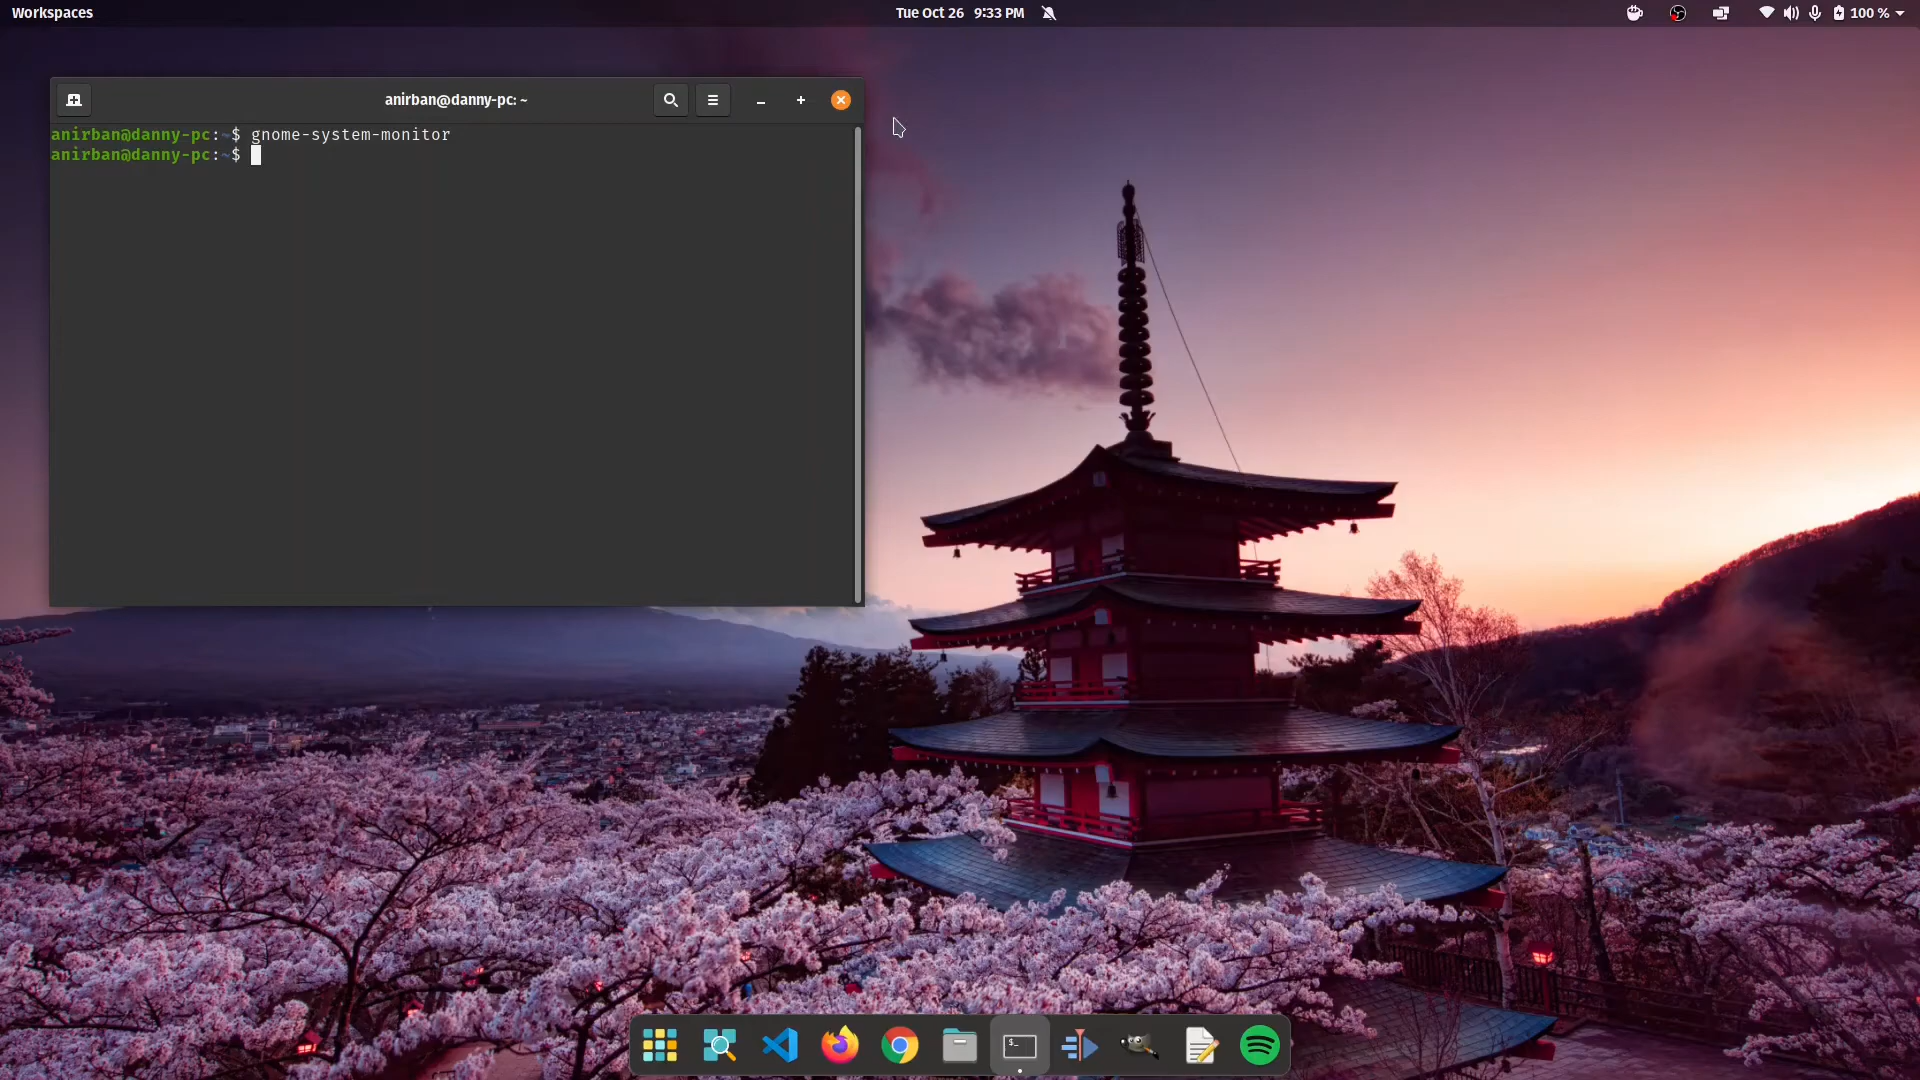 Workspaces
Tue Oct 26 9:33 PM
100 %
anirban@danny-pc: ~
anirban@danny-pc:~$ gnome-system-monitor
anirban@danny-pc:~$
$_